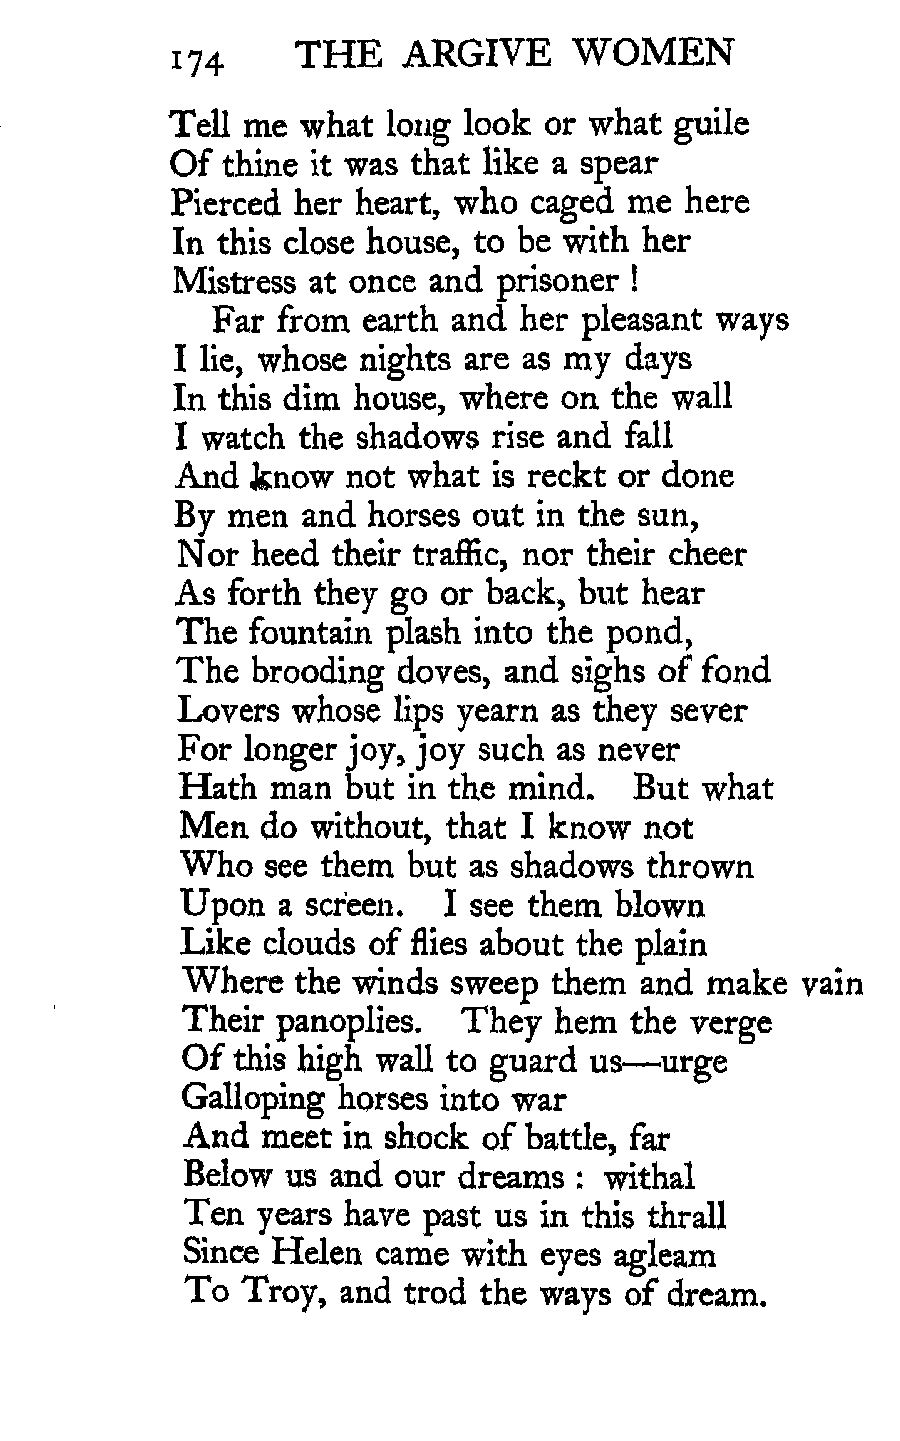 174 THE ARGIVE WOMEN
Tell me what long look or what guile
Of thine it was that like a spear
Pierced her heart, who caged me here
In this close house, to be with her
Mistress at once and prisoner !
Far from earth and her pleasant ways
I lie, whose nights are as my days
In this dim house, where on the wall
I watch the shadows rise and fall
And know not what is reckt or done
By men and horses out in the sun,
Nor heed their traffic, nor their cheer
As forth they go or back, but hear
The fountain plash into the pond,
The brooding doves, and sighs of fond
Lovers whose lips yearn as they sever
For longer joy, joy such as never
Hath man but in the mind. But what
Men do without, that I know not
Who see them but as shadows thrown
Upon a screen. I see them blown
Like clouds of flies about the plain
Where the winds sweep them and make vain
Their panoplies. They hem the verge
Of this high wall to guard us—urge
Galloping horses into war
And meet in shock of battle, far
Below us and our dreams : withal
Ten years have past us in this thrall
Since Helen came with eyes agleam
To Troy, and trod the ways of dream.